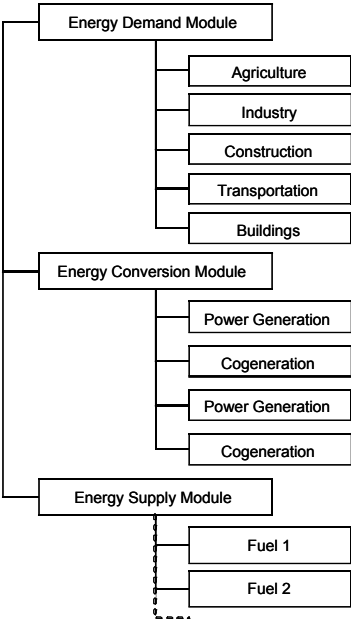 Energy Demand Module
Agriculture
Industry
Construction
Transportation
Buildings
Energy Conversion Module
Power Generation
Cogeneration
Power Generation
Cogeneration
Energy Supply Module
Fuel 1
Fuel 2